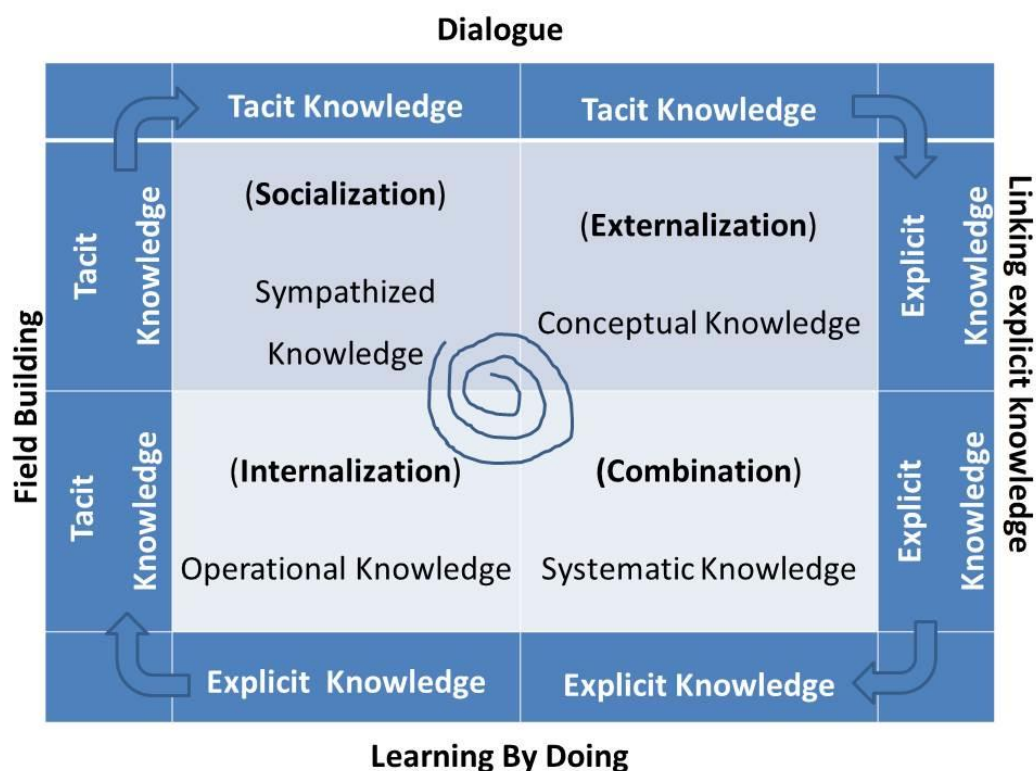 Dialogue
Tacit Knowledge
Tacit Knowledge
Field Building
Tacit
Knowledge
(Socialization)
Sympathized
Knowledge
(Externalization)
Conceptual Knowledge
Explicit
Knowledge
Linking explicit knowledge
Tacit
Knowledge
(Internalization)
Operational Knowledge
(Combination)
Systematic Knowledge
Explicit
Knowledge
Explicit Knowledge
Explicit Knowledge
Learning By Doing